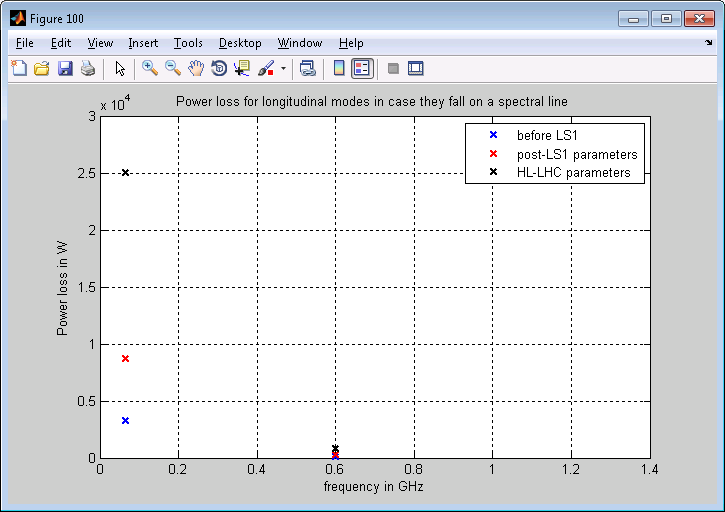 Figure 100
File Edit View Insert Tools Desktop Window Help
x 10^4
Power loss for longitudinal modes in case they fall on a spectral line
before LS1
post-LS1 parameters
HL-LHC parameters
3
2.5
2
1.5
1
0.5
0
Power loss in W
0 0.2 0.4 0.6 0.8 1 1.2 1.4
frequency in GHz